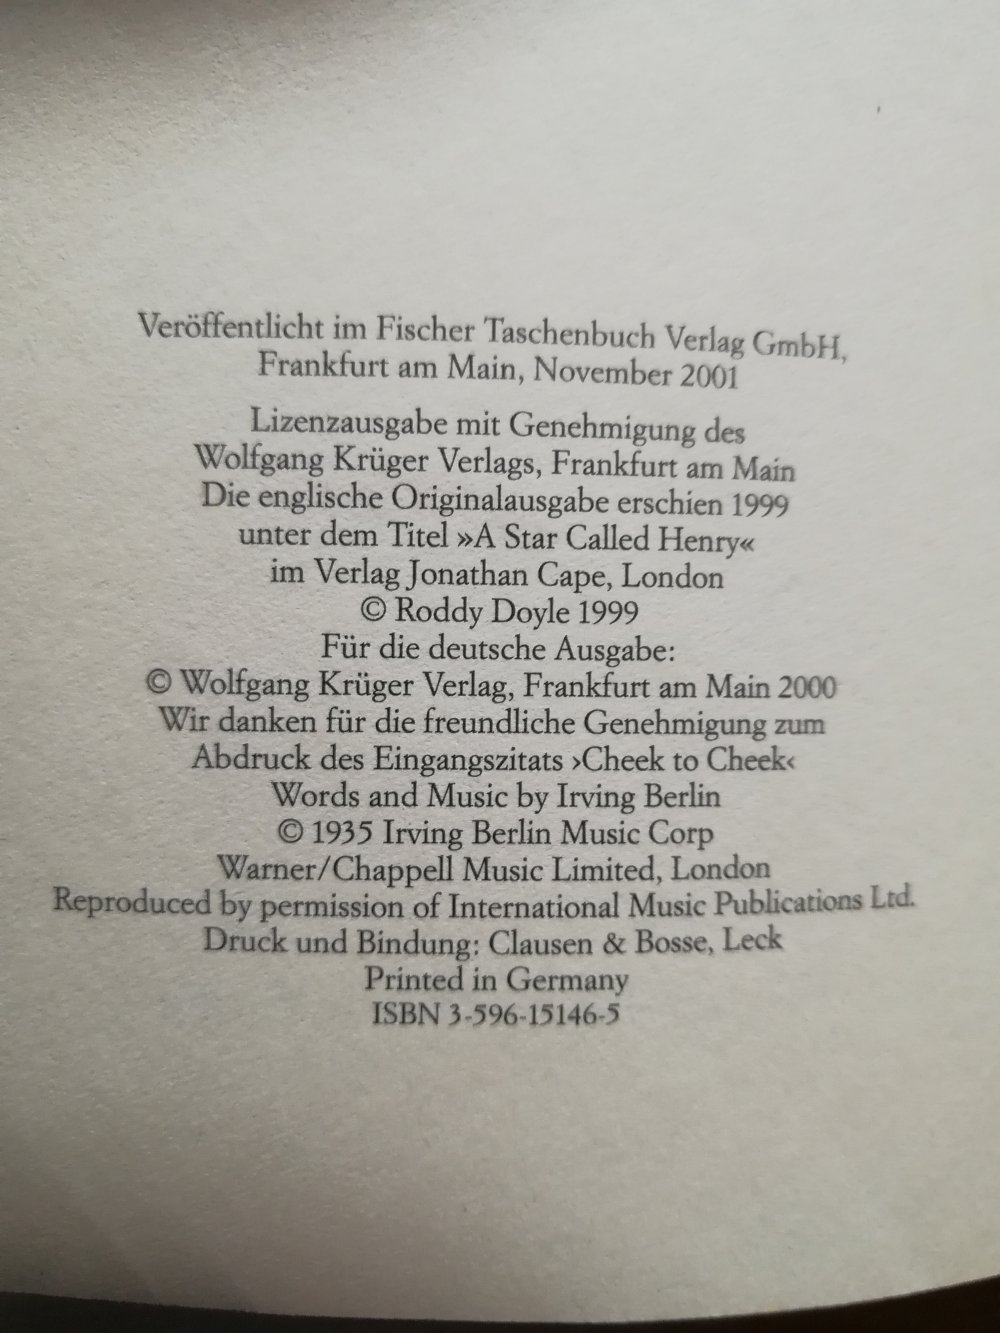 Veröffentlicht im Fischer Taschenbuch Verlag GmbH,
Frankfurt am Main, November 2001
Lizenzausgabe mit Genehmigung des
Wolfgang Krüger Verlags, Frankfurt am Main
Die englische Originalausgabe erschien 1999
unter dem Titel »A Star Called Henry«
im Verlag Jonathan Cape, London
© Roddy Doyle 1999
Für die deutsche Ausgabe:
© Wolfgang Krüger Verlag, Frankfurt am Main 2000
Wir danken für die freundliche Genehmigung zum
Abdruck des Eingangszitats ›Cheek to Cheek‹
Words and Music by Irving Berlin
© 1935 Irving Berlin Music Corp
Warner/Chappell Music Limited, London
Reproduced by permission of International Music Publications Ltd.
Druck und Bindung: Clausen & Bosse, Leck
Printed in Germany
ISBN 3-596-15146-5